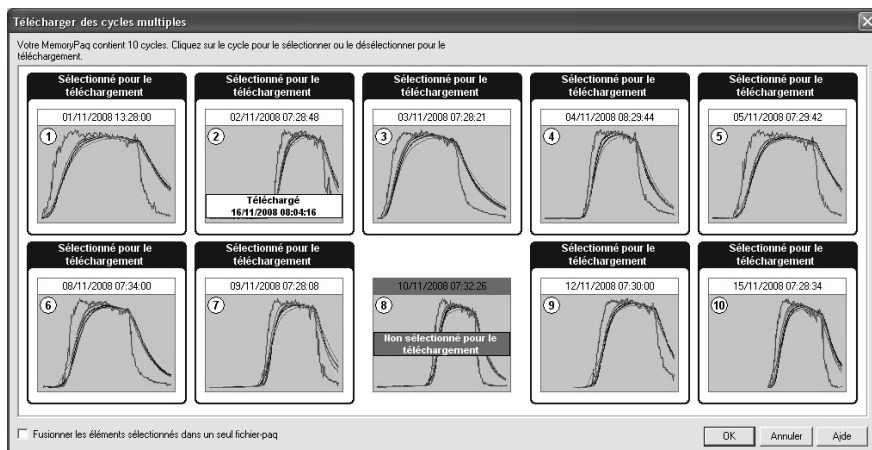 Télécharger des cycles multiples
Votre MemoryPaq contient 10 cycles. Cliquez sur le cycle pour le sélectionner ou le désélectionner pour le
téléchargement.
Sélectionné pour le
téléchargement
01/11/2008 13:28:00
1
Sélectionné pour le
téléchargement
02/11/2008 07:28:48
2
Téléchargé
16/11/2008 08:04:16
Sélectionné pour le
téléchargement
03/11/2008 07:28:21
3
Sélectionné pour le
téléchargement
04/11/2008 08:29:44
4
Sélectionné pour le
téléchargement
05/11/2008 07:29:42
5
Sélectionné pour le
téléchargement
08/11/2008 07:34:00
6
Sélectionné pour le
téléchargement
09/11/2008 07:28:08
7
10/11/2008 07:32:26
8
Non sélectionné pour le
téléchargement
Sélectionné pour le
téléchargement
12/11/2008 07:30:00
9
Sélectionné pour le
téléchargement
15/11/2008 07:28:34
10
Fusionner les éléments sélectionnés dans un seul fichier-paq
OK
Annuler
Ajde